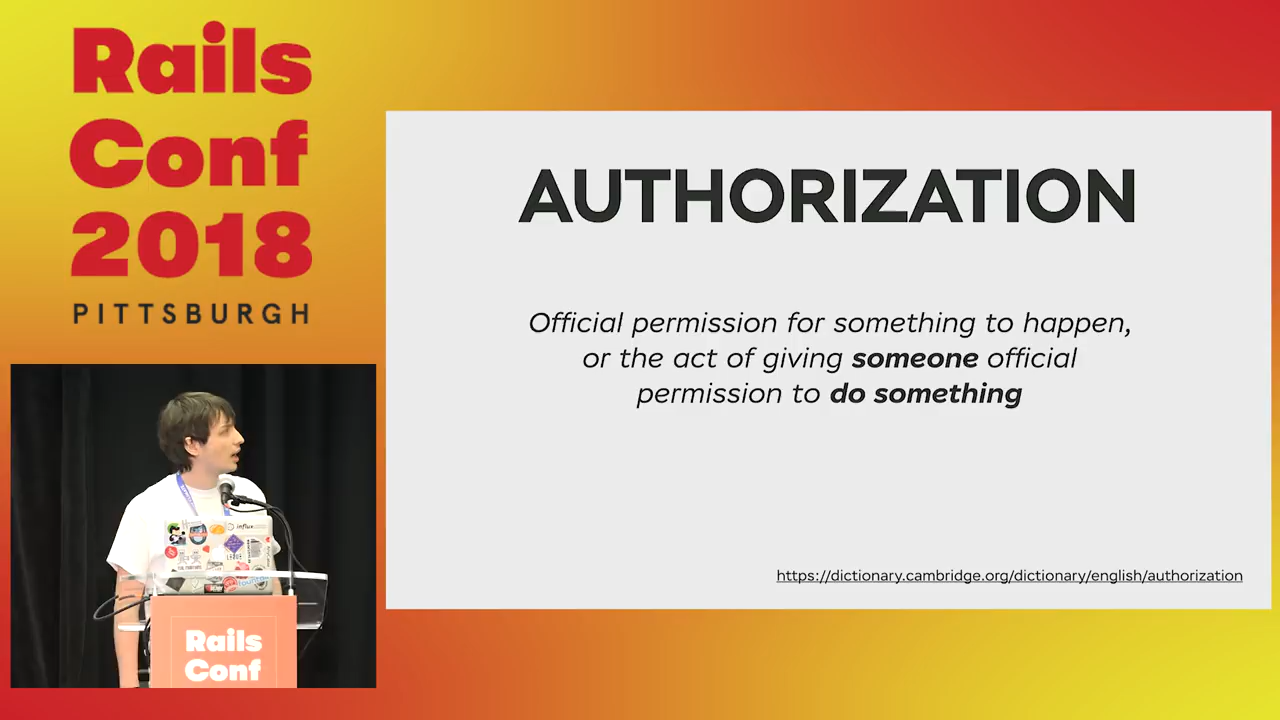 Rails
Conf
2018
PITTSBURGH
AUTHORIZATION
Official permission for something to happen,
or the act of giving someone official
permission to do something
https://dictionary.cambridge.org/dictionary/english/authorization
influx
Rails
Conf